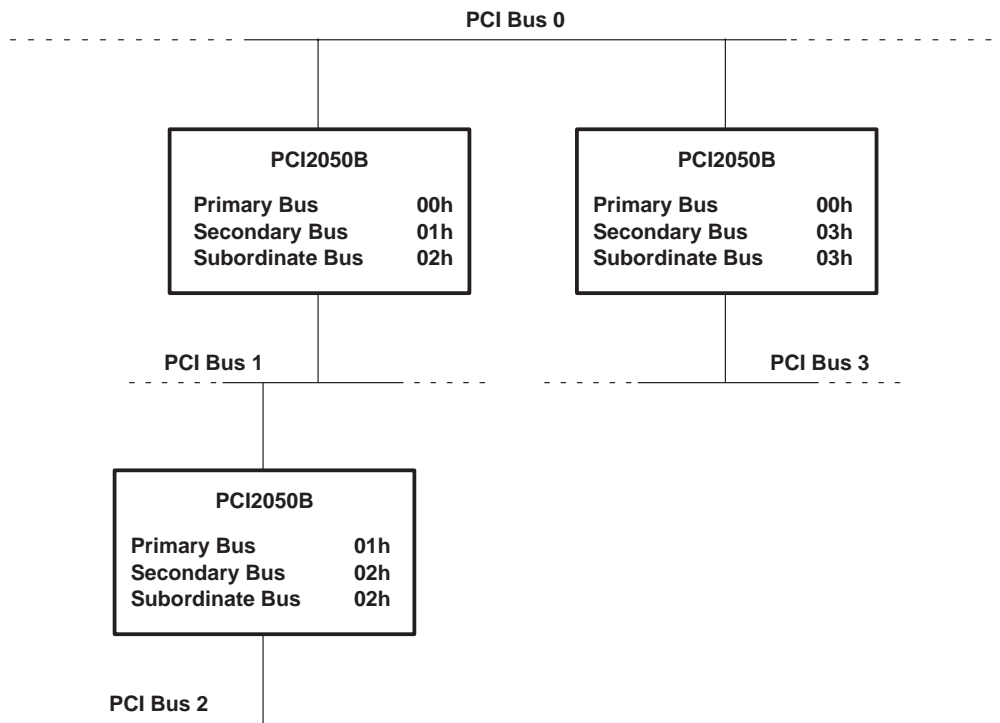 PCI Bus 0
PCI2050B
Primary Bus 00h
Secondary Bus 01h
Subordinate Bus 02h
PCI2050B
Primary Bus 00h
Secondary Bus 03h
Subordinate Bus 03h
PCI Bus 1
PCI Bus 3
PCI2050B
Primary Bus 01h
Secondary Bus 02h
Subordinate Bus 02h
PCI Bus 2